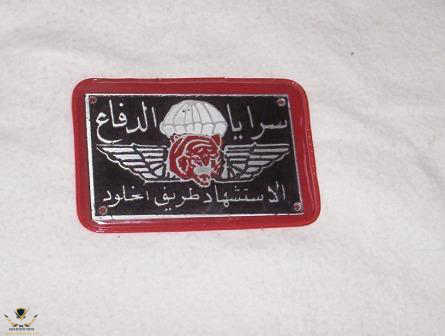 سرايا الدفاع
الاستشهاد طريق الخلود